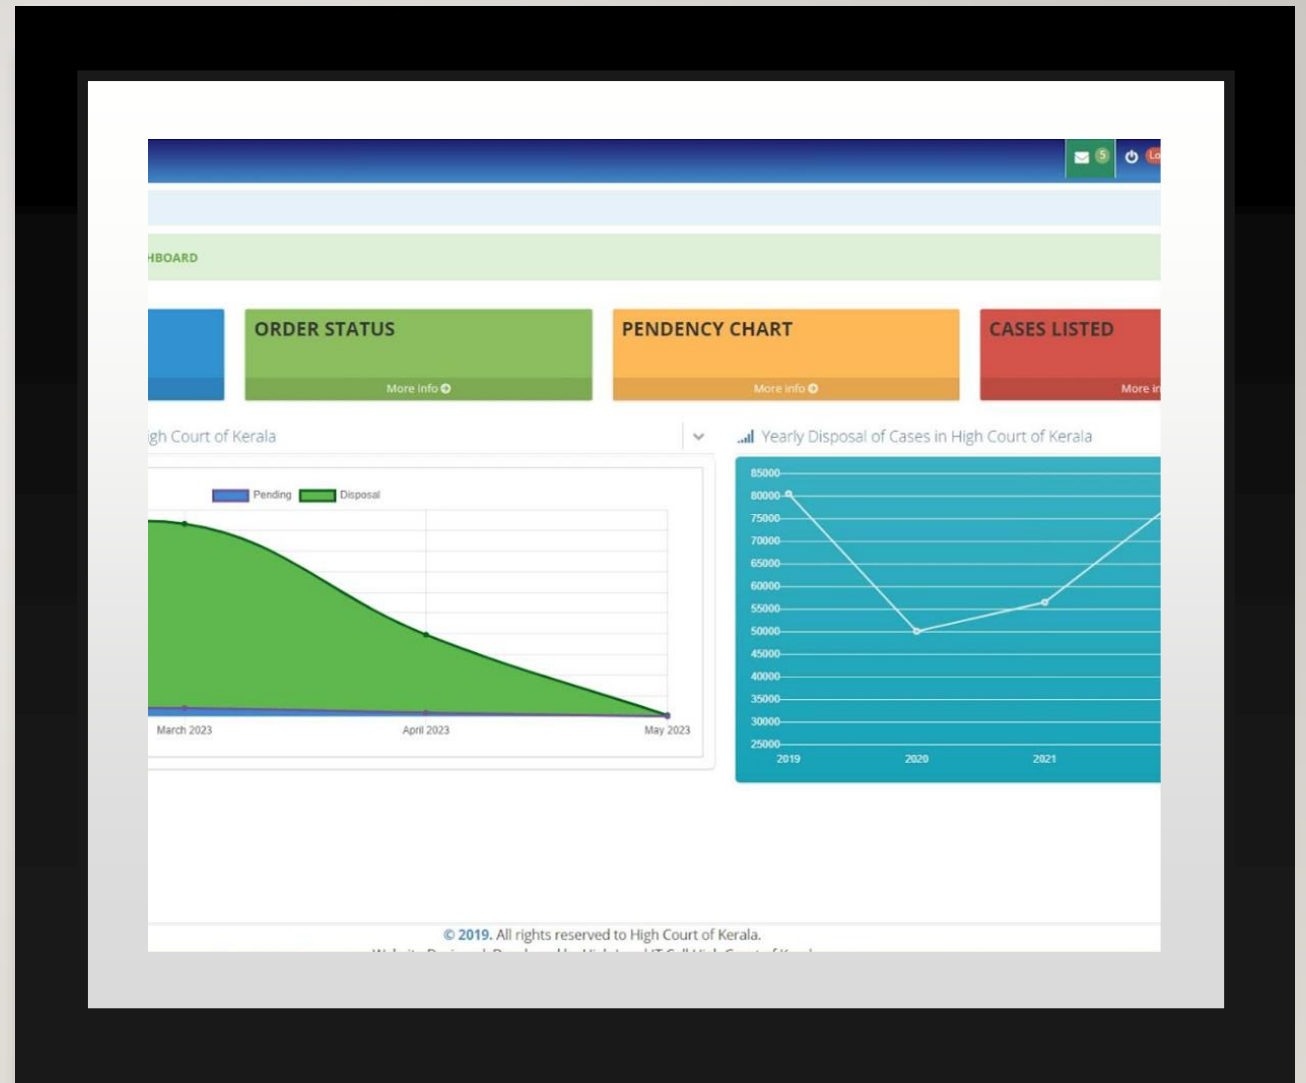 5 Lo
HBOARD
ORDER STATUS
More info
PENDENCY CHART
More info
CASES LISTED
More in
gh Court of Kerala
Pending Disposal
March 2023 April 2023 May 2023
Yearly Disposal of Cases in High Court of Kerala
85000
80000
75000
70000
65000
60000
55000
50000
45000
40000
35000
30000
25000
2019 2020 2021
© 2019. All rights reserved to High Court of Kerala.